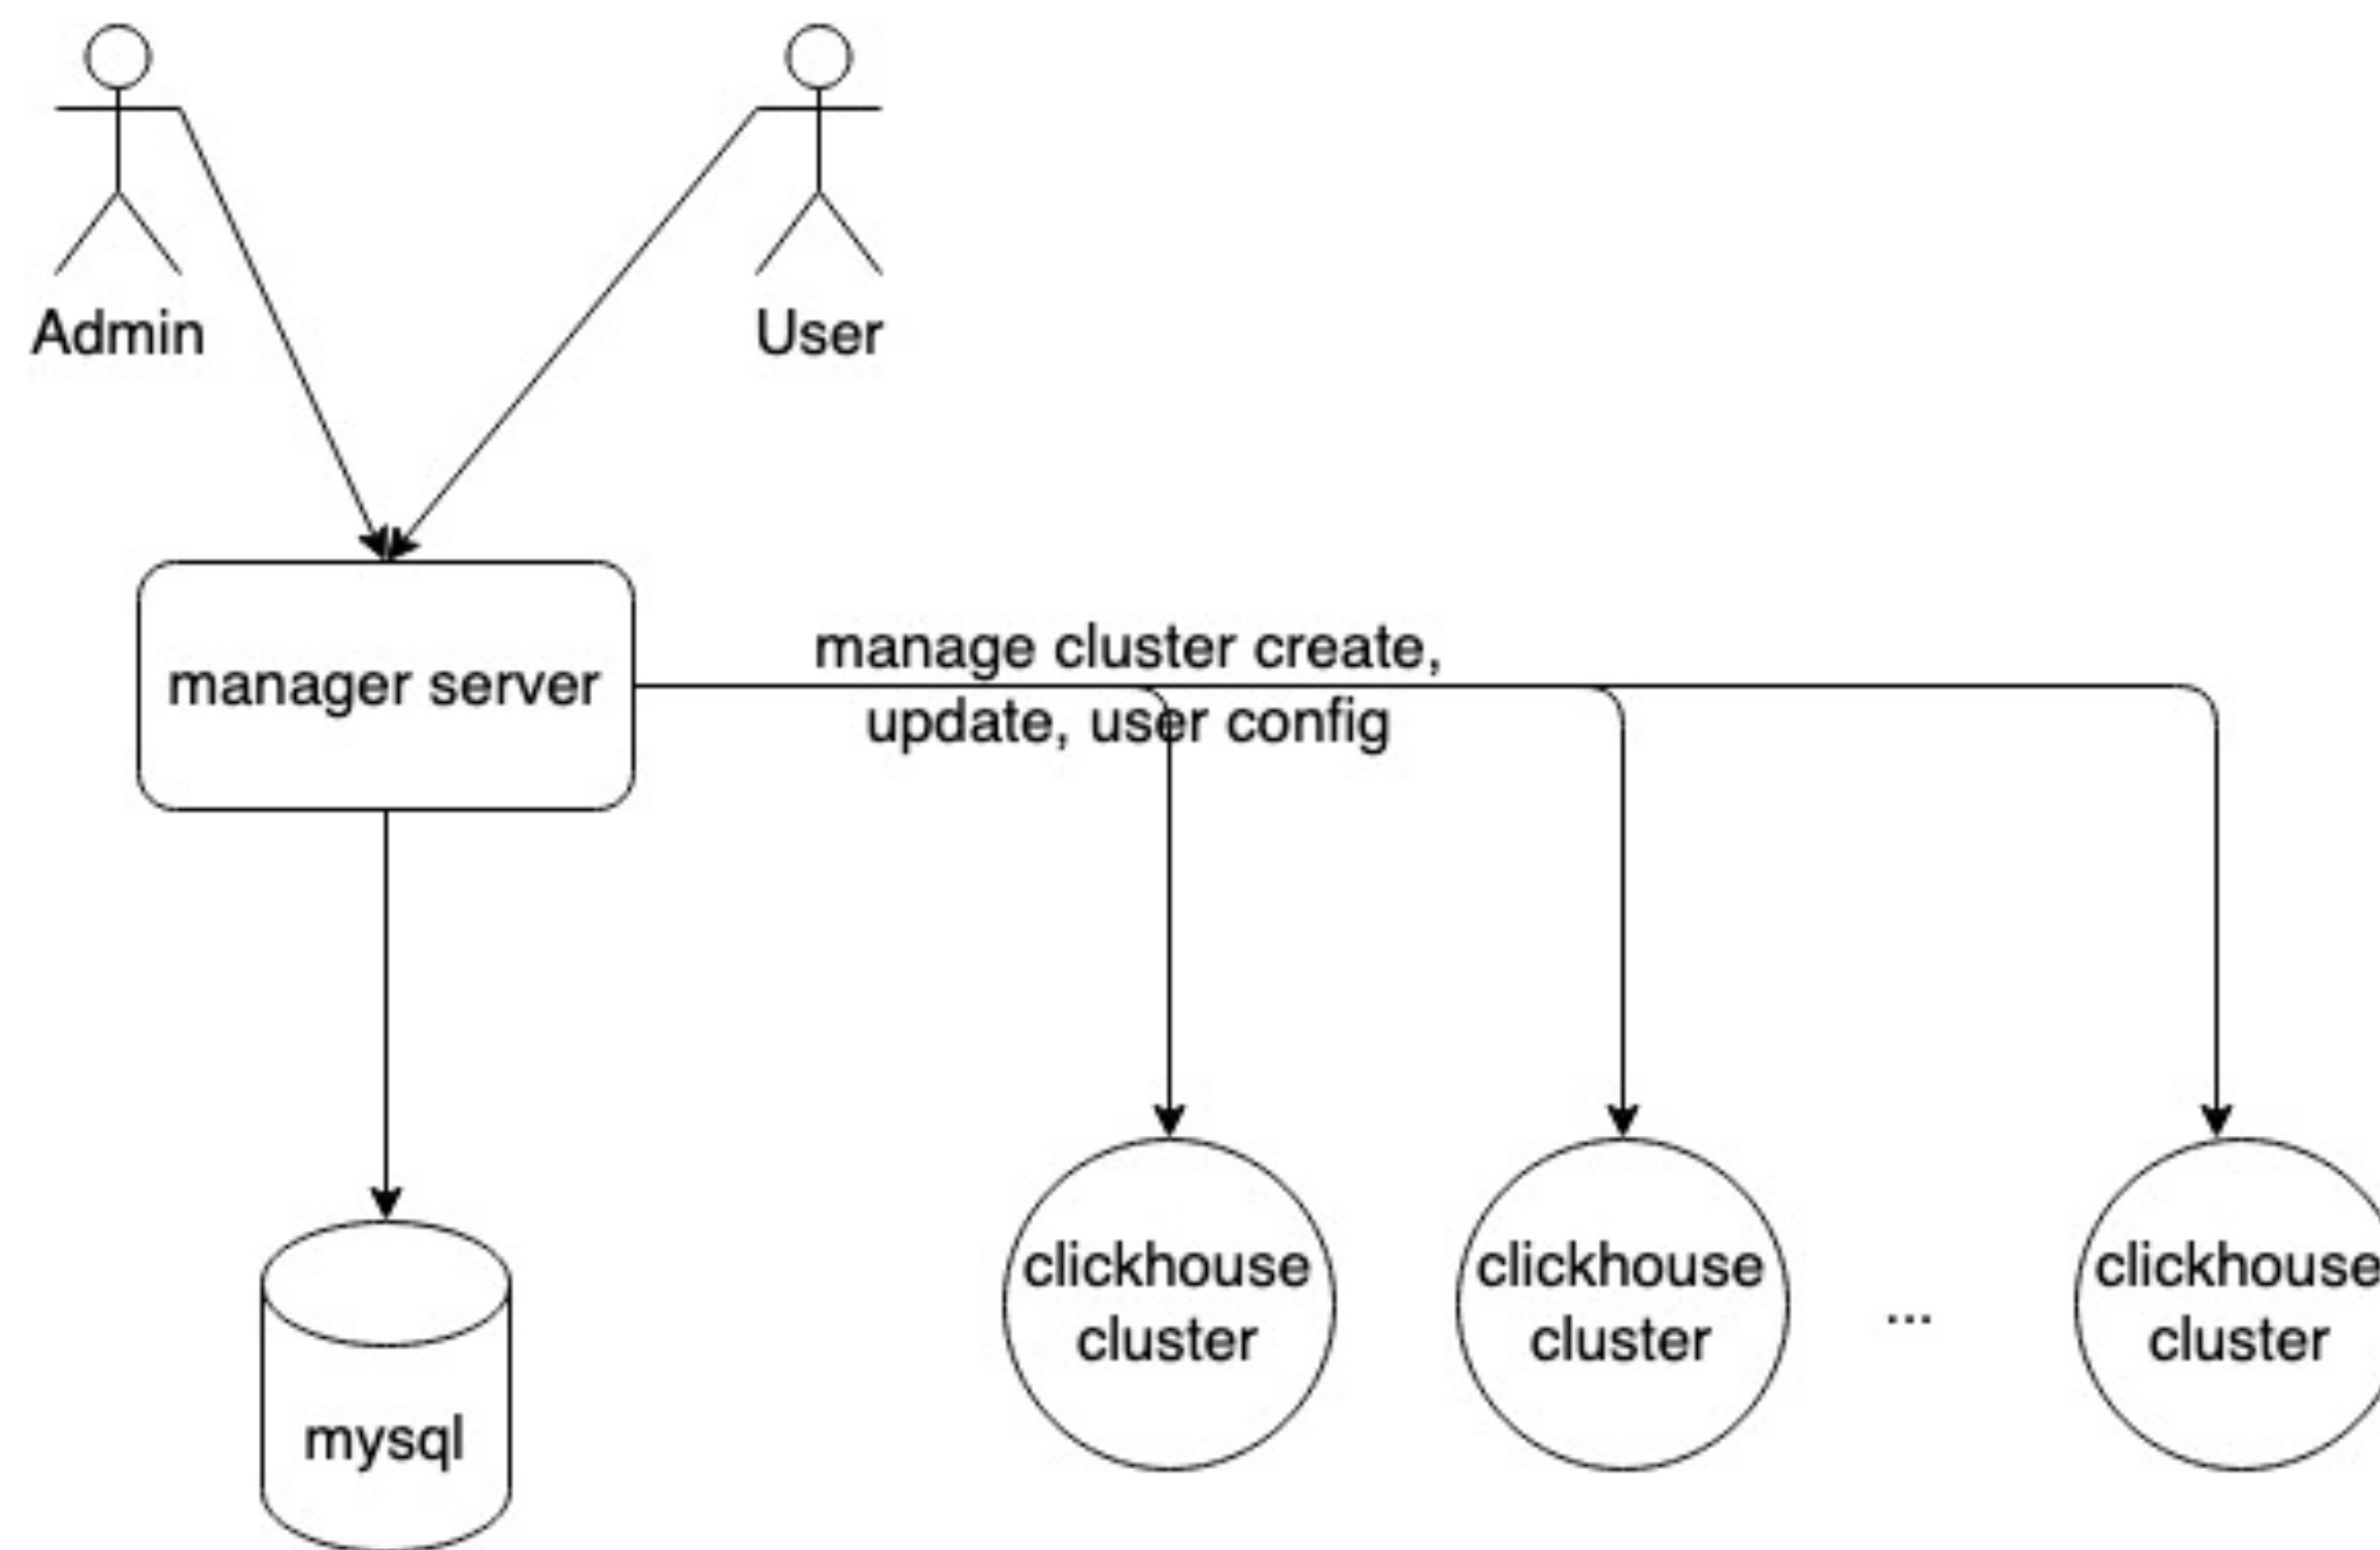 Admin
User
manager server
manage cluster create,
update, user config
clickhouse
cluster
clickhouse
cluster
...
clickhouse
cluster
mysql